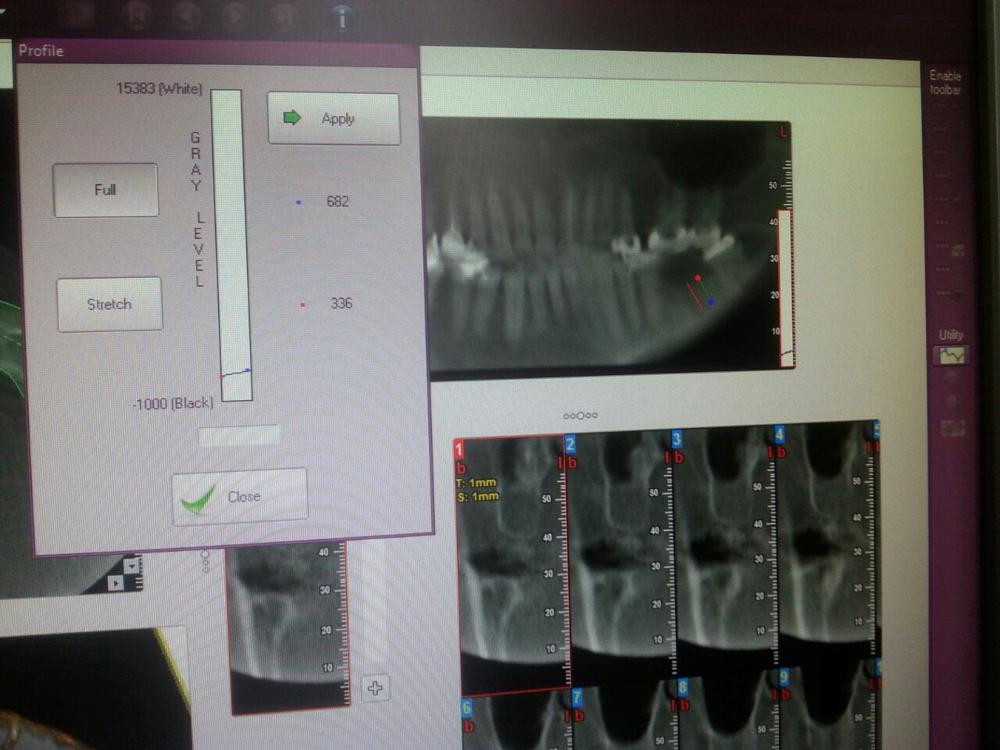 i
Profile
Enable
toolbar
15383 (White)
Apply
GRAY LEVEL
Full
682
Stretch
336
-1000 (Black)
Close
L
50
40
30
20
10
Utility
1
b
l
T: 1mm
S: 1mm
50
40
30
20
10
2
b
l
50
40
30
20
10
3
b
l
50
40
30
20
10
4
b
l
50
40
30
20
10
5
40
30
20
10
6
b
l
7
b
l
50
8
b
l
50
9
b
l
50